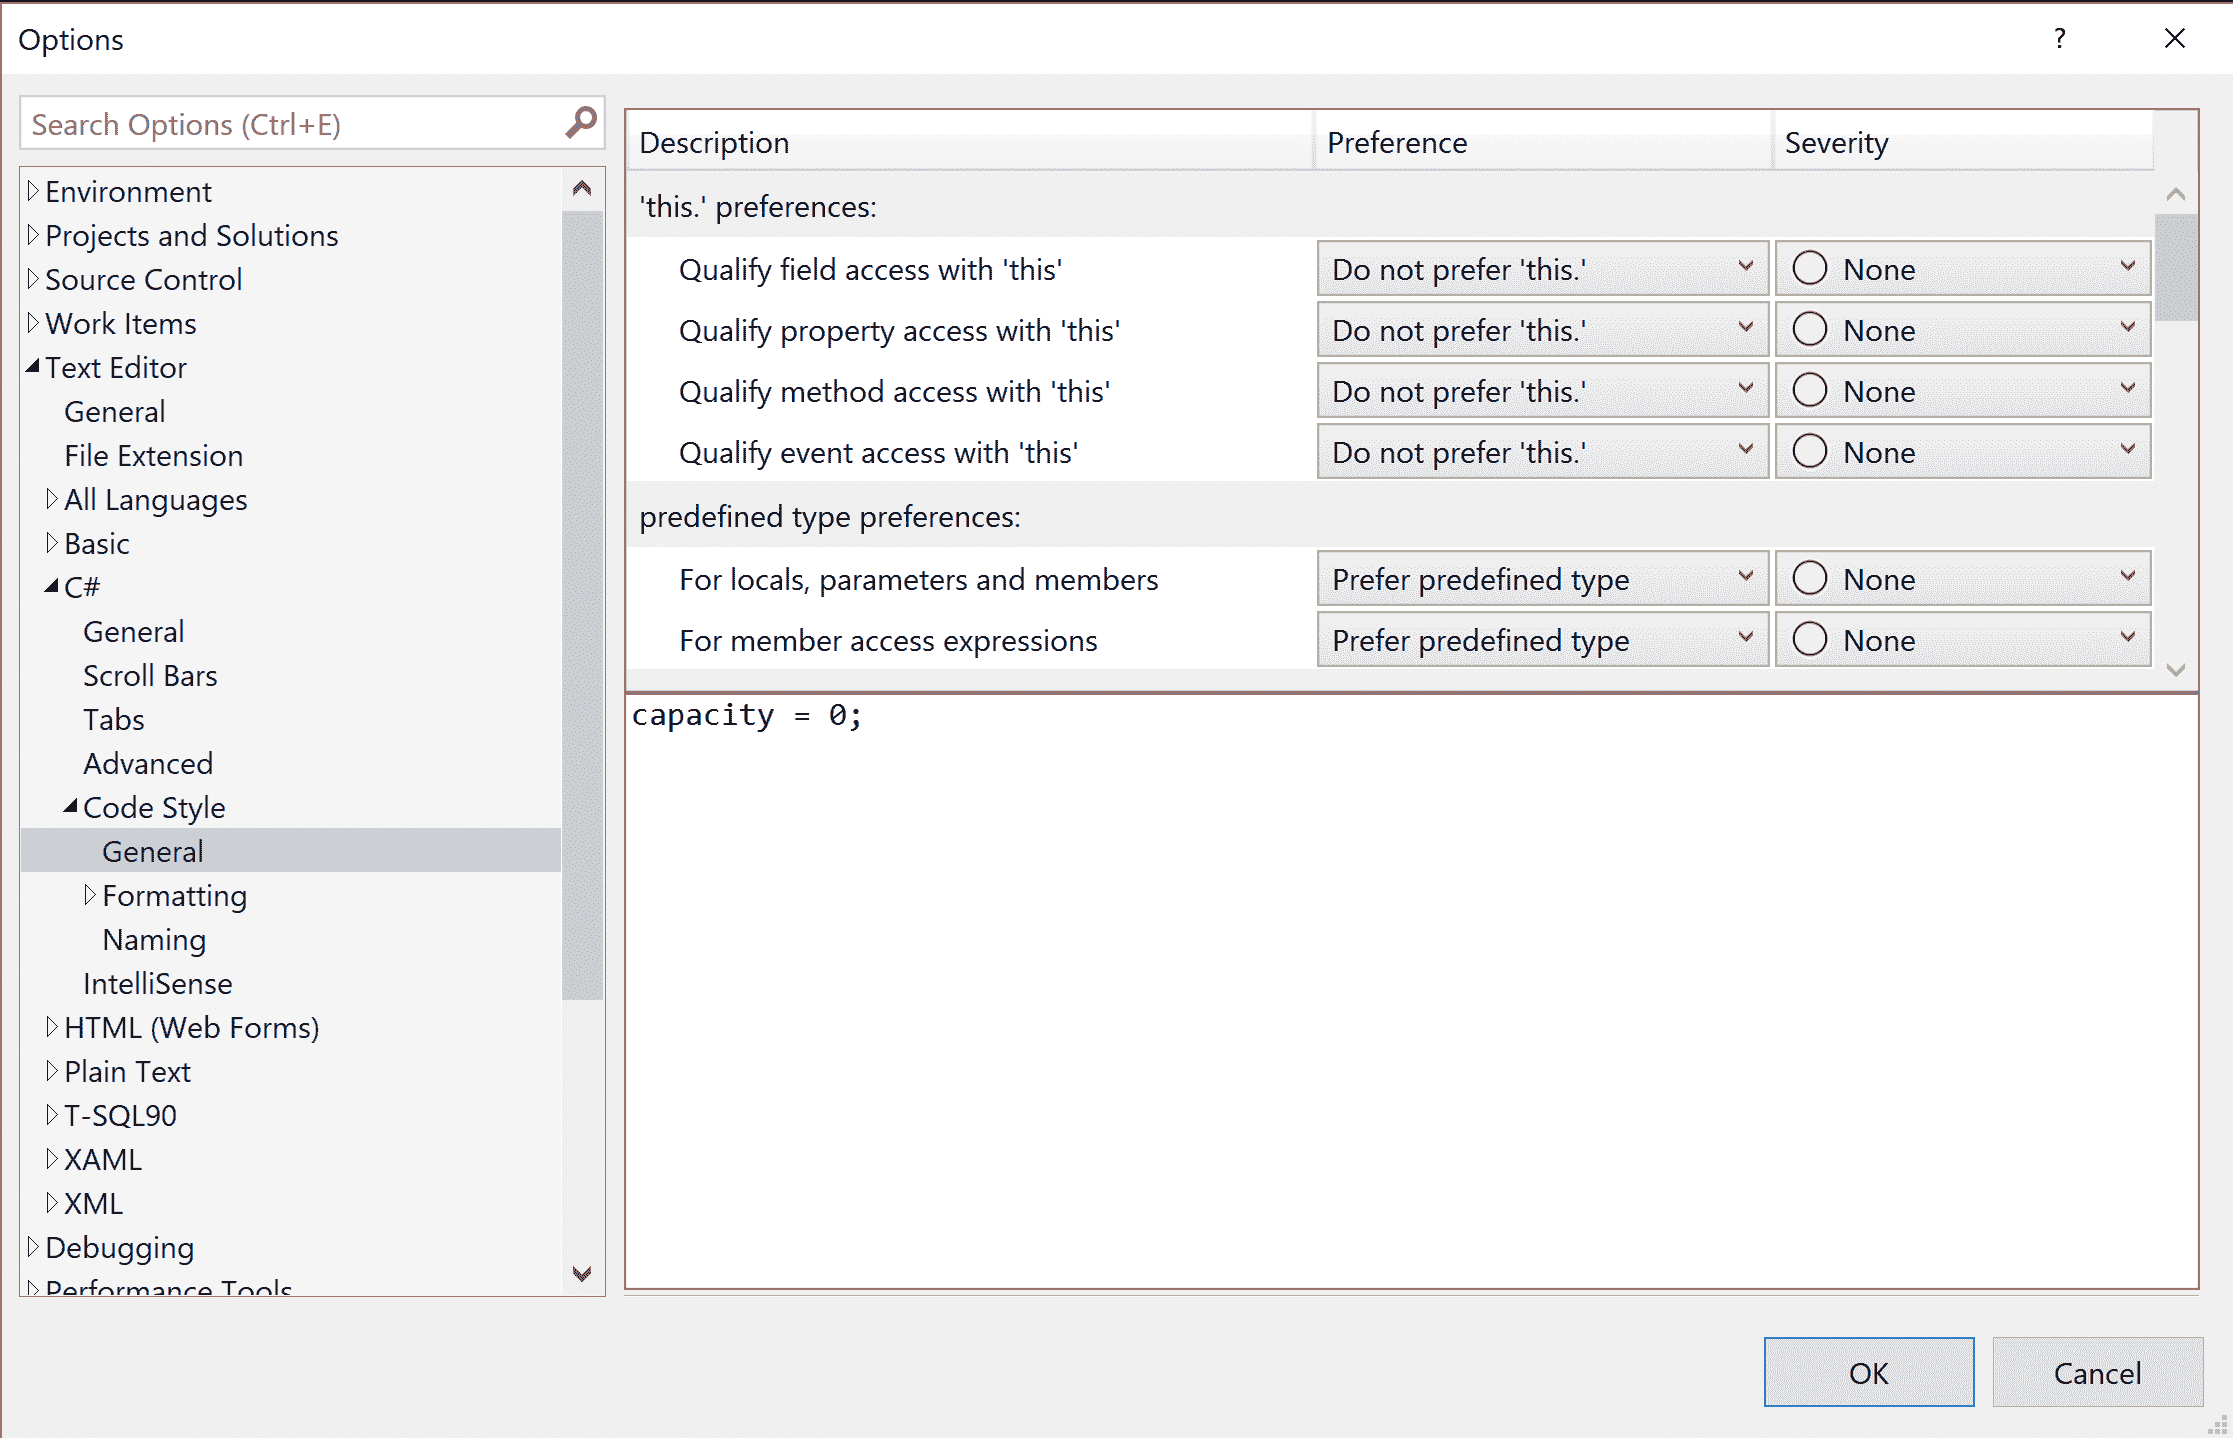 Options
?
Search Options (Ctrl+E)
Environment
Projects and Solutions
Source Control
Work Items
Text Editor
General
File Extension
All Languages
Basic
C#
General
Scroll Bars
Tabs
Advanced
Code Style
General
Formatting
Naming
IntelliSense
HTML (Web Forms)
Plain Text
T-SQL90
XAML
XML
Debugging
Performance Tools
Description Preference Severity
'this.' preferences:
Qualify field access with 'this' Do not prefer 'this.' None
Qualify property access with 'this' Do not prefer 'this.' None
Qualify method access with 'this' Do not prefer 'this.' None
Qualify event access with 'this' Do not prefer 'this.' None
predefined type preferences:
For locals, parameters and members Prefer predefined type None
For member access expressions Prefer predefined type None
capacity = 0;
OK Cancel